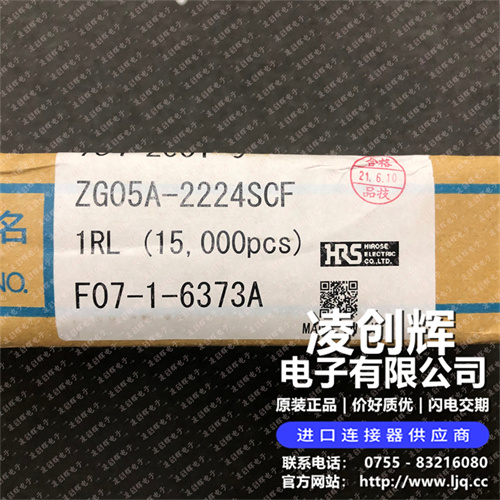 ZG05A-2224SCF
1RL (15,000pcs)
F07-1-6373A
名
NO.
合格
21.6.10
品技
HRS HIROSE ELECTRIC CO.,LTD.
凌创辉
电子有限公司
原装正品 | 价好质优 | 闪电交期
进口连接器供应商
联系电话： 0755 - 83216080
官方网站： www.ljq.cc